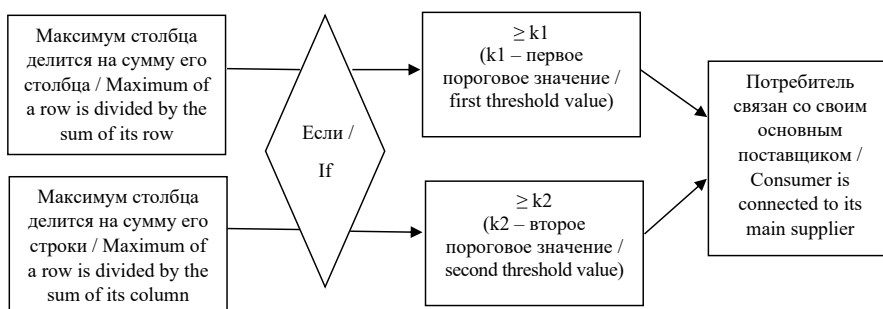 Максимум столбца
делится на сумму его
столбца / Maximum of
a row is divided by the
sum of its row
Максимум столбца
делится на сумму его
строки / Maximum of
a row is divided by the
sum of its column
Если /
If
≥ k1
(k1 – первое
пороговое значение /
first threshold value)
≥ k2
(k2 – второе
пороговое значение /
second threshold value)
Потребитель
связан со своим
основным
поставщиком /
Consumer is
connected to its
main supplier